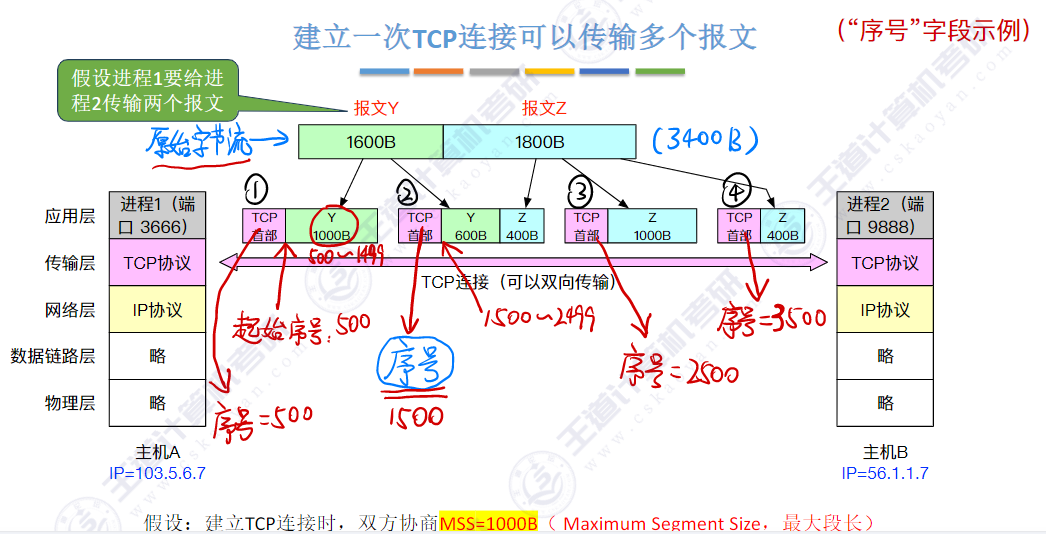 建立一次TCP连接可以传输多个报文
(“序号”字段示例)
假设进程1要给进
程2传输两个报文
报文Y
报文Z
原始字节流
1600B
1800B
(3400B)
①
②
③
④
应用层
进程1（端
口 3666）
TCP
首部
Y
1000B
TCP
首部
Y
600B
Z
400B
TCP
首部
Z
1000B
TCP
首部
Z
400B
进程2（端
口 9888）
500～1499
传输层
TCP协议
TCP连接（可以双向传输）
TCP协议
网络层
IP协议
起始序号:500
1500～2499
序号=3500
IP协议
数据链路层
略
序号
序号=2500
略
物理层
略
序号=500
1500
略
主机A
IP=103.5.6.7
主机B
IP=56.1.1.7
假设：建立TCP连接时，双方协商MSS=1000B（ Maximum Segment Size，最大段长）
王道计算机考研
www.cskaoyan.com